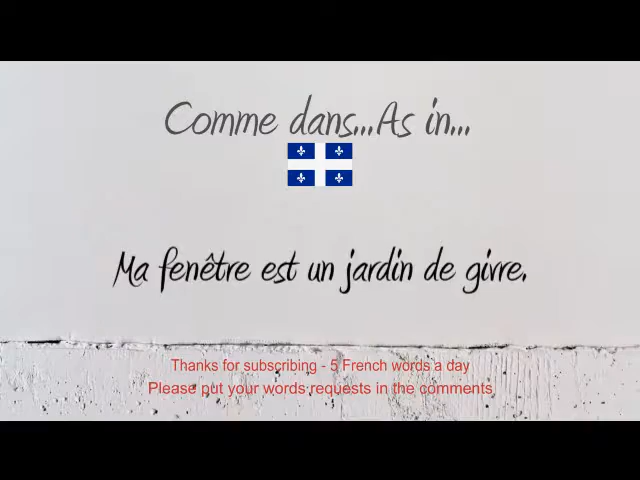 Comme dans...As in...
Ma fenêtre est un jardin de givre.
Thanks for subscribing - 5 French words a day
Please put your words requests in the comments